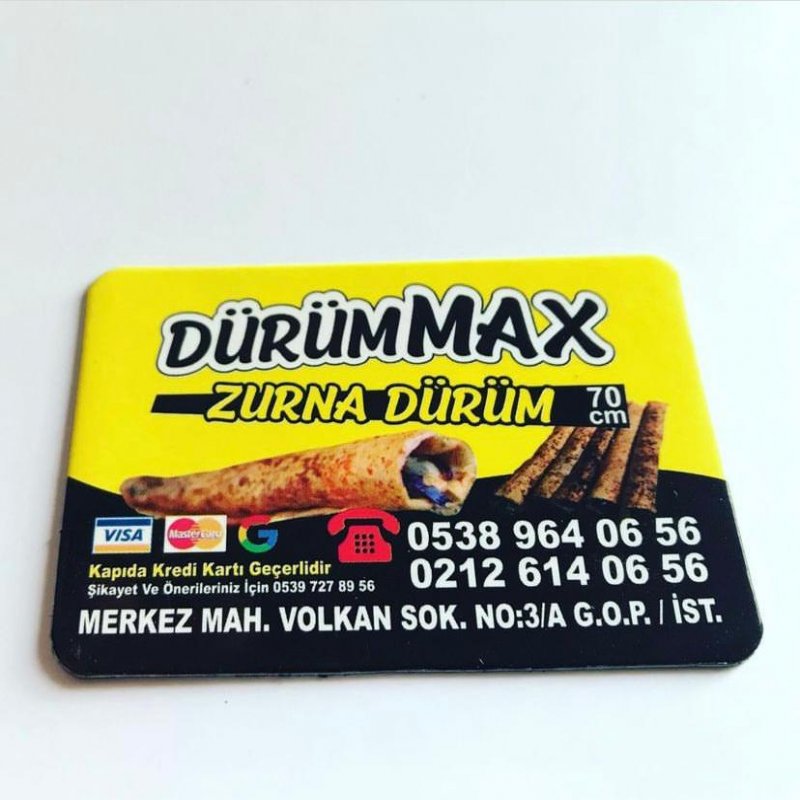 DÜRÜMMAX
ZURNA DÜRÜM 70 cm
VISA MasterCard G
0538 964 06 56
Kapıda Kredi Kartı Geçerlidir
0212 614 06 56
Şikayet Ve Önerileriniz İçin 0539 727 89 56
MERKEZ MAH. VOLKAN SOK. NO:3/A G.O.P. / İST.